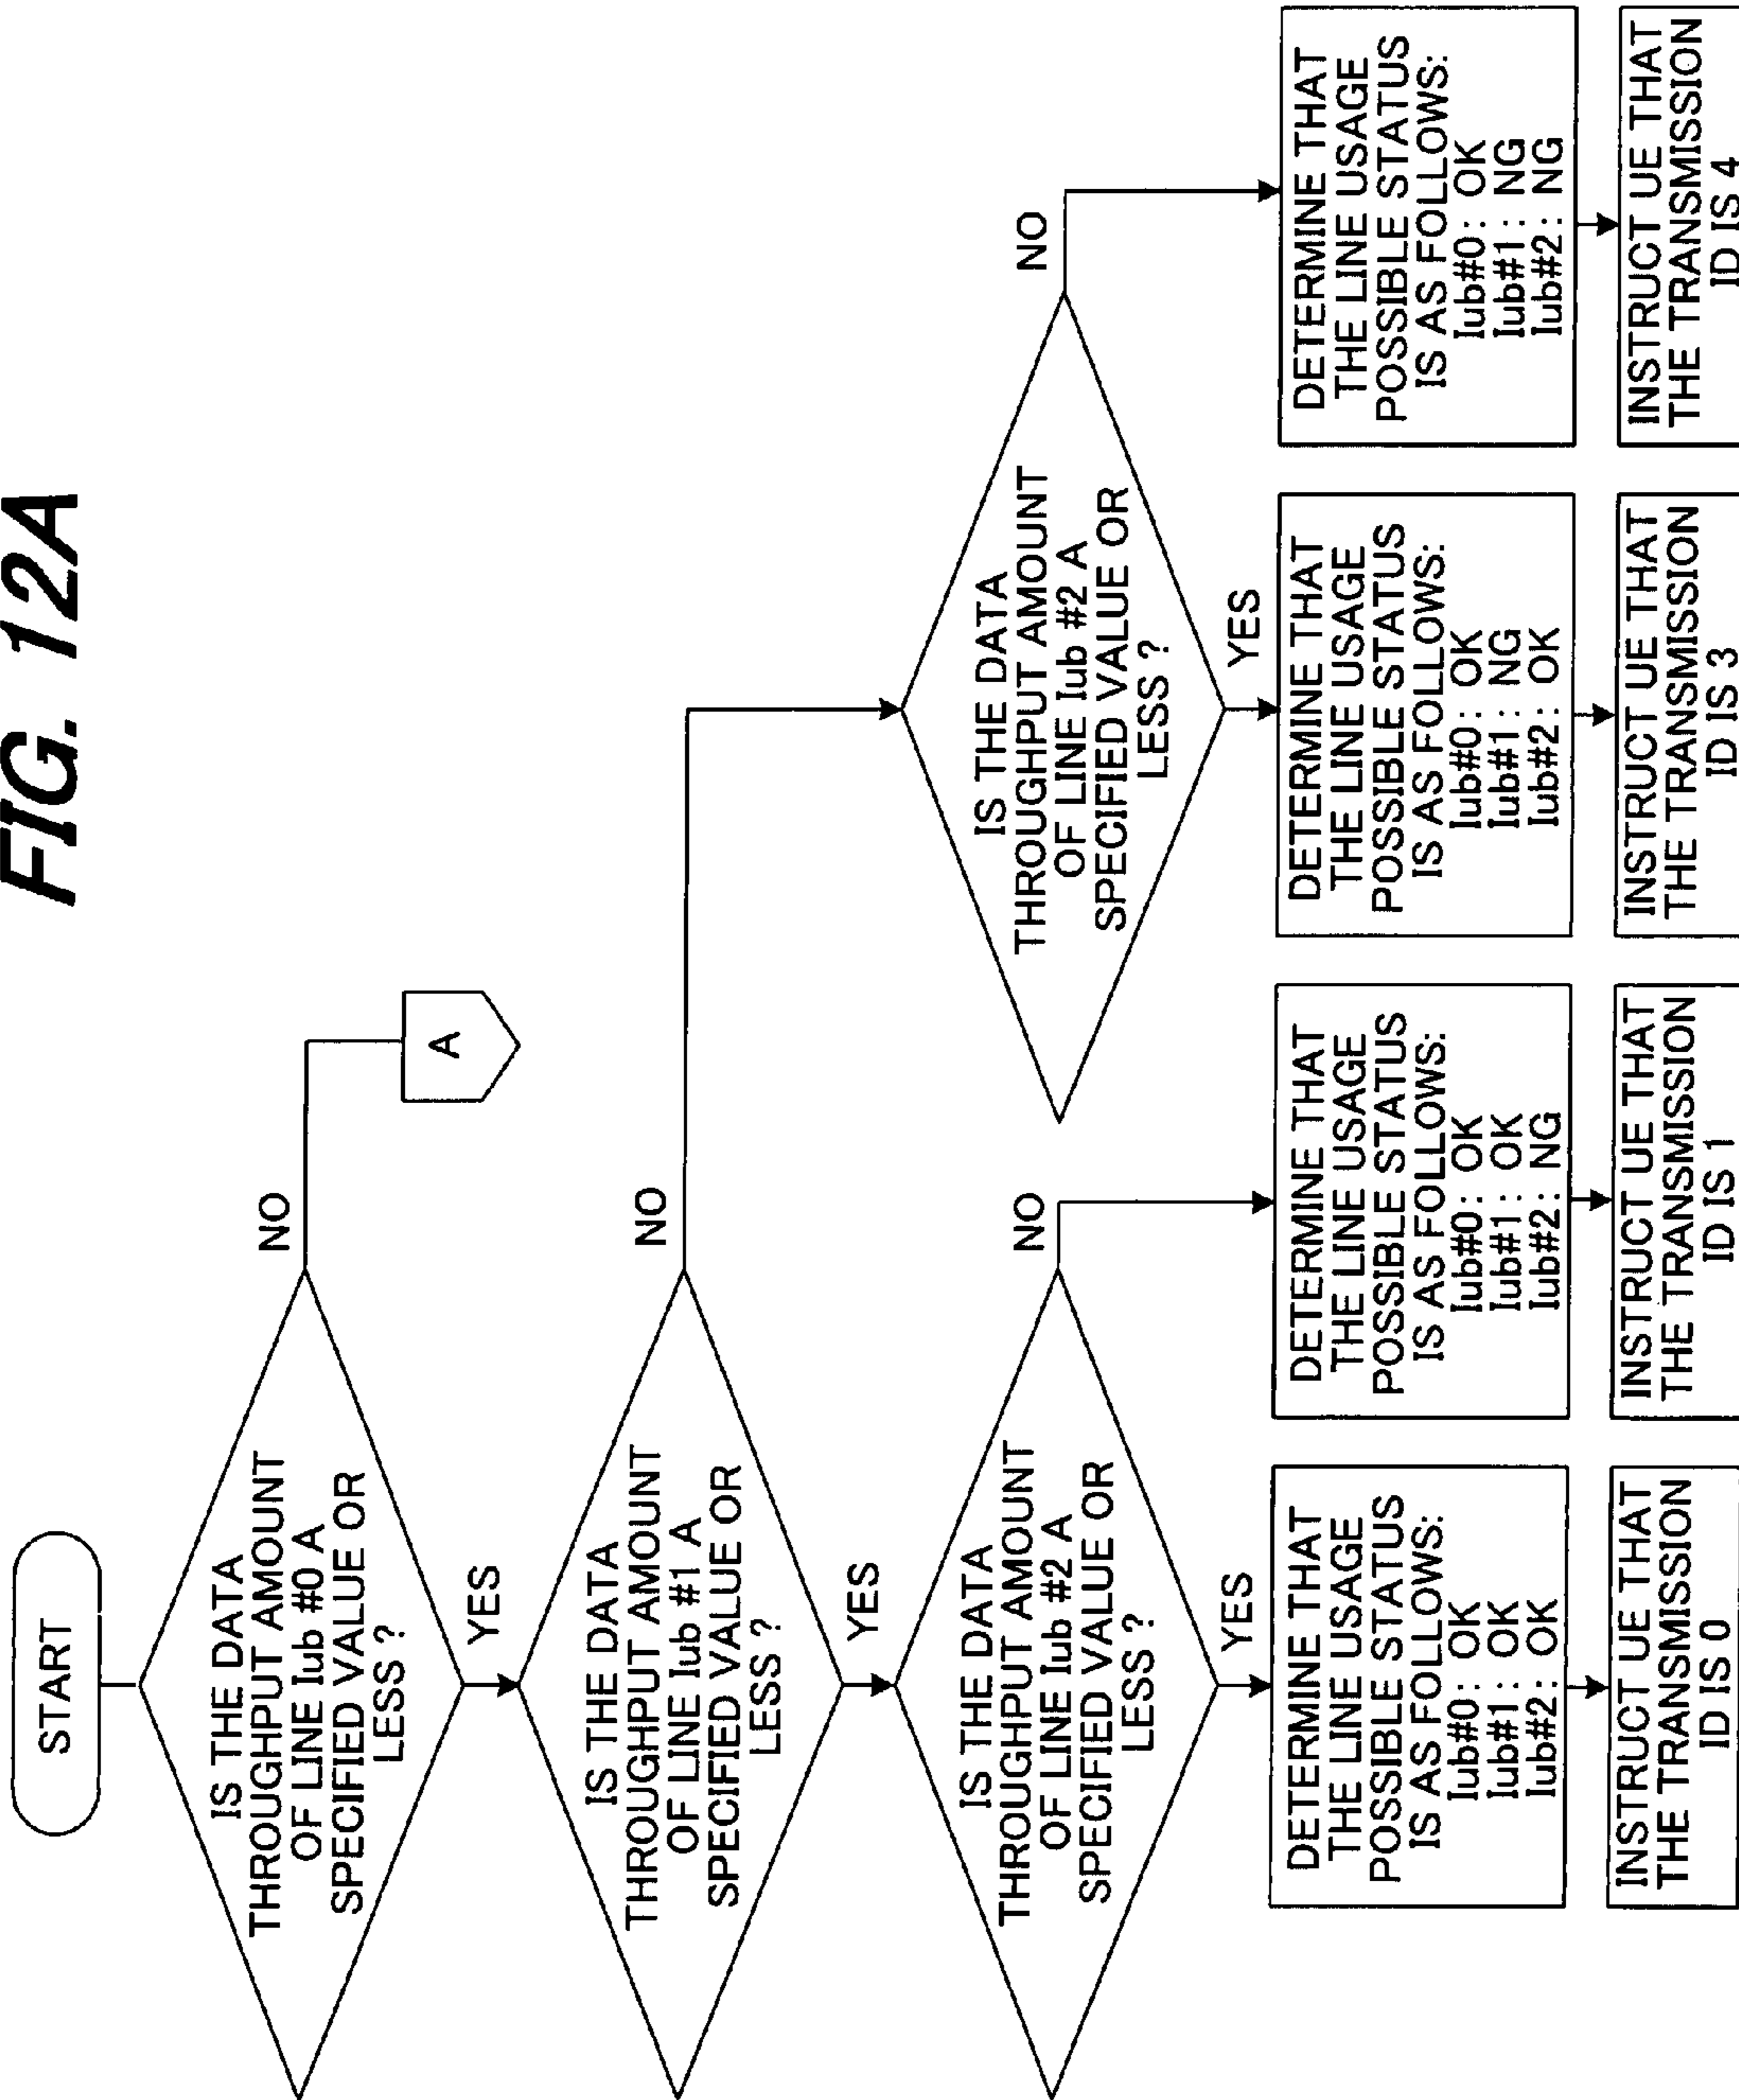 FIG. 12A
START
IS THE DATA
THROUGHPUT AMOUNT
OF LINE Iub #0 A
SPECIFIED VALUE OR
LESS ?
NO
A
YES
IS THE DATA
THROUGHPUT AMOUNT
OF LINE Iub #1 A
SPECIFIED VALUE OR
LESS ?
NO
YES
IS THE DATA
THROUGHPUT AMOUNT
OF LINE Iub #2 A
SPECIFIED VALUE OR
LESS ?
NO
YES
IS THE DATA
THROUGHPUT AMOUNT
OF LINE Iub #2 A
SPECIFIED VALUE OR
LESS ?
NO
YES
DETERMINE THAT
THE LINE USAGE
POSSIBLE STATUS
IS AS FOLLOWS:
Iub#0: OK
Iub#1: OK
Iub#2: OK
DETERMINE THAT
THE LINE USAGE
POSSIBLE STATUS
IS AS FOLLOWS:
Iub#0: OK
Iub#1: OK
Iub#2: NG
DETERMINE THAT
THE LINE USAGE
POSSIBLE STATUS
IS AS FOLLOWS:
Iub#0: OK
Iub#1: NG
Iub#2: OK
DETERMINE THAT
THE LINE USAGE
POSSIBLE STATUS
IS AS FOLLOWS:
Iub#0: OK
Iub#1: NG
Iub#2: NG
INSTRUCT UE THAT
THE TRANSMISSION
ID IS 0
INSTRUCT UE THAT
THE TRANSMISSION
ID IS 1
INSTRUCT UE THAT
THE TRANSMISSION
ID IS 3
INSTRUCT UE THAT
THE TRANSMISSION
ID IS 4